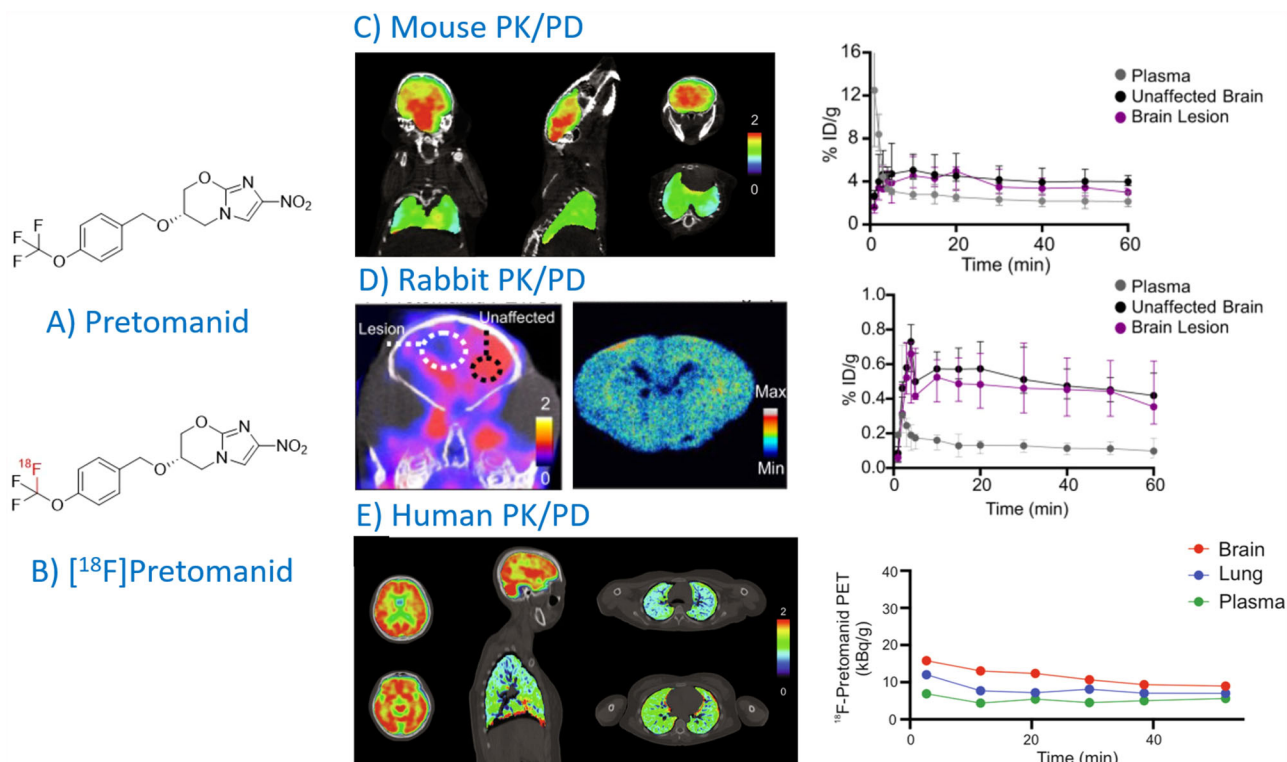 C) Mouse PK/PD
2
0
16
12
8
4
0
% ID/g
0
20
40
60
Time (min)
Plasma
Unaffected Brain
Brain Lesion
O
N
N
NO₂
O
F
F
F
O
A) Pretomanid
D) Rabbit PK/PD
Lesion
Unaffected
2
0
Max
Min
1.0
0.8
0.6
0.4
0.2
0.0
% ID/g
0
20
40
60
Time (min)
Plasma
Unaffected Brain
Brain Lesion
O
N
N
NO₂
O
¹⁸F
F
F
O
B) [¹⁸F]Pretomanid
E) Human PK/PD
2
0
40
30
20
10
0
¹⁸F-Pretomanid PET
(kBq/g)
0
20
40
Time (min)
Brain
Lung
Plasma